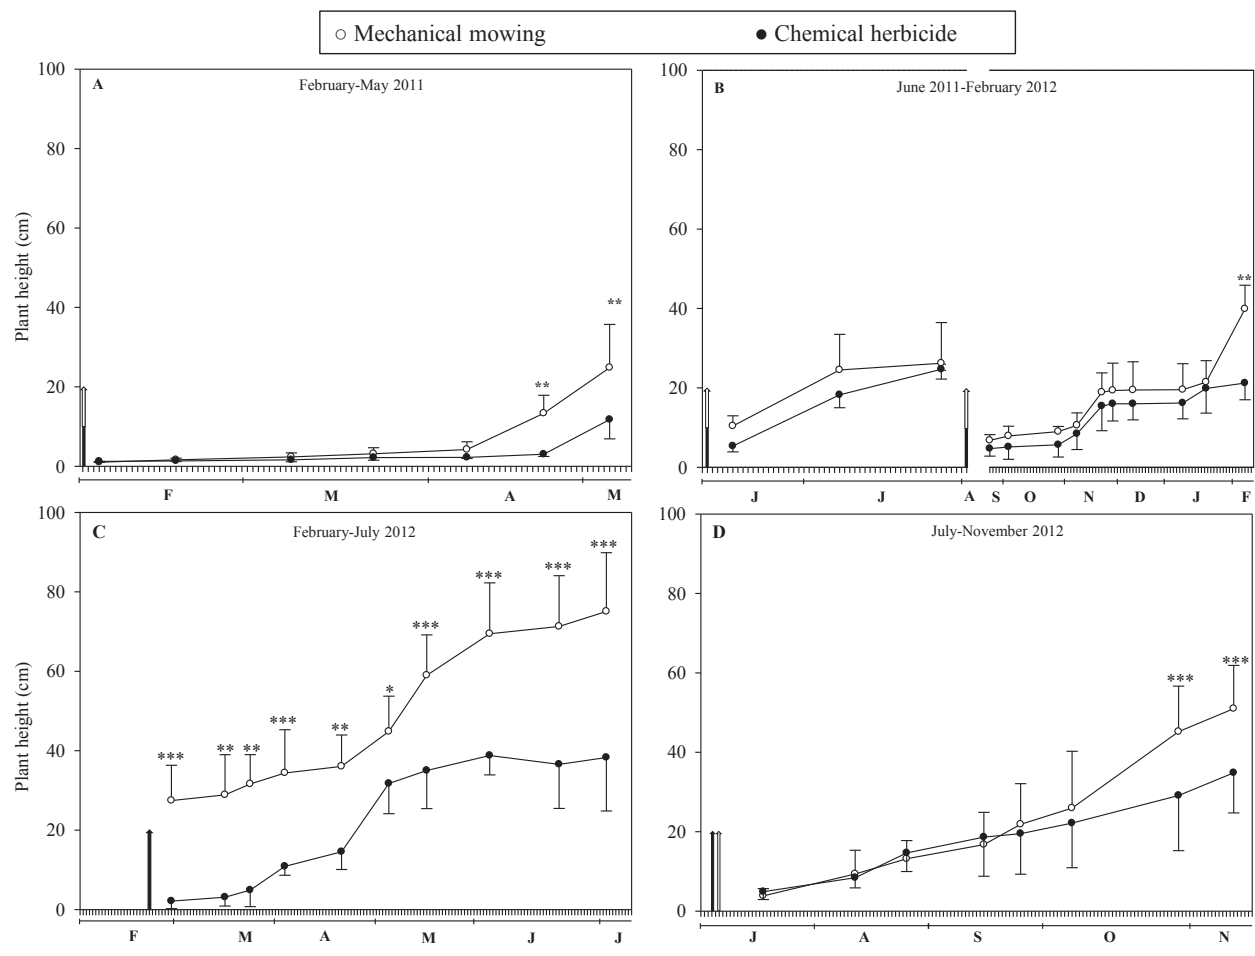 ○ Mechanical mowing ● Chemical herbicide
A February-May 2011
Plant height (cm)
100
80
60
40
20
0
**
**
F M A M
B June 2011-February 2012
100
80
60
40
20
0
**
J J A S O N D J F
C February-July 2012
Plant height (cm)
100
80
60
40
20
0
*** ** ** *** ** * *** *** *** ***
F M A M J J
D July-November 2012
100
80
60
40
20
0
*** ***
J A S O N